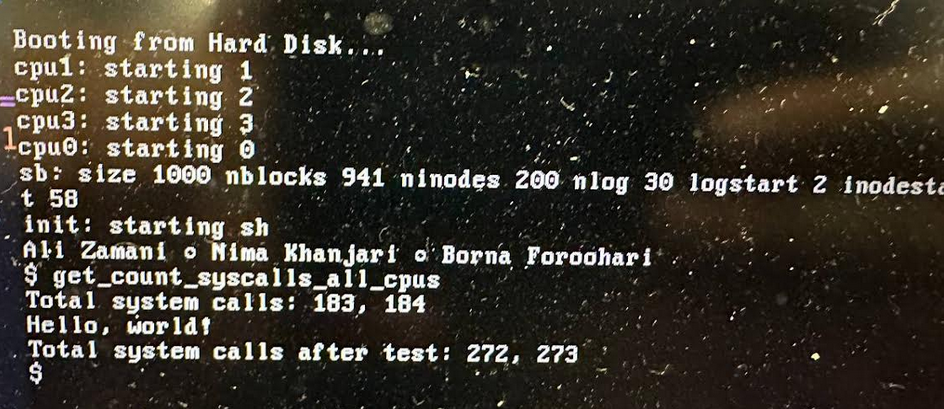 Booting from Hard Disk...
cpu1: starting 1
cpu2: starting 2
cpu3: starting 3
cpu0: starting 0
sb: size 1000 nblocks 941 ninodes 200 nlog 30 logstart 2 inodesta
t 58
init: starting sh
Ali Zamani o Nima Khanjari o Borna Foroohari
$ get_count_syscalls_all_cpus
Total system calls: 183, 184
Hello, world!
Total system calls after test: 272, 273
$